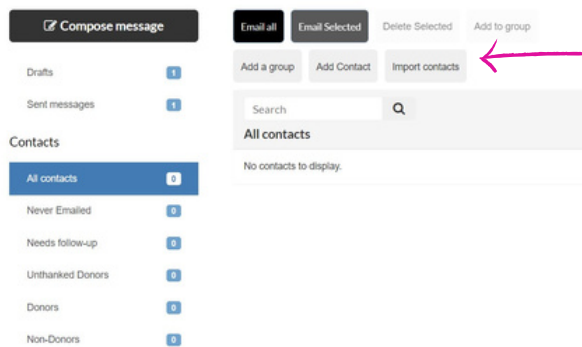 Compose message
Drafts 1
Sent messages 1
Contacts
All contacts 0
Never Emailed 0
Needs follow-up 0
Unthanked Donors 0
Donors 0
Non-Donors 0
Email all Email Selected Delete Selected Add to group
Add a group Add Contact Import contacts
Search
All contacts
No contacts to display.